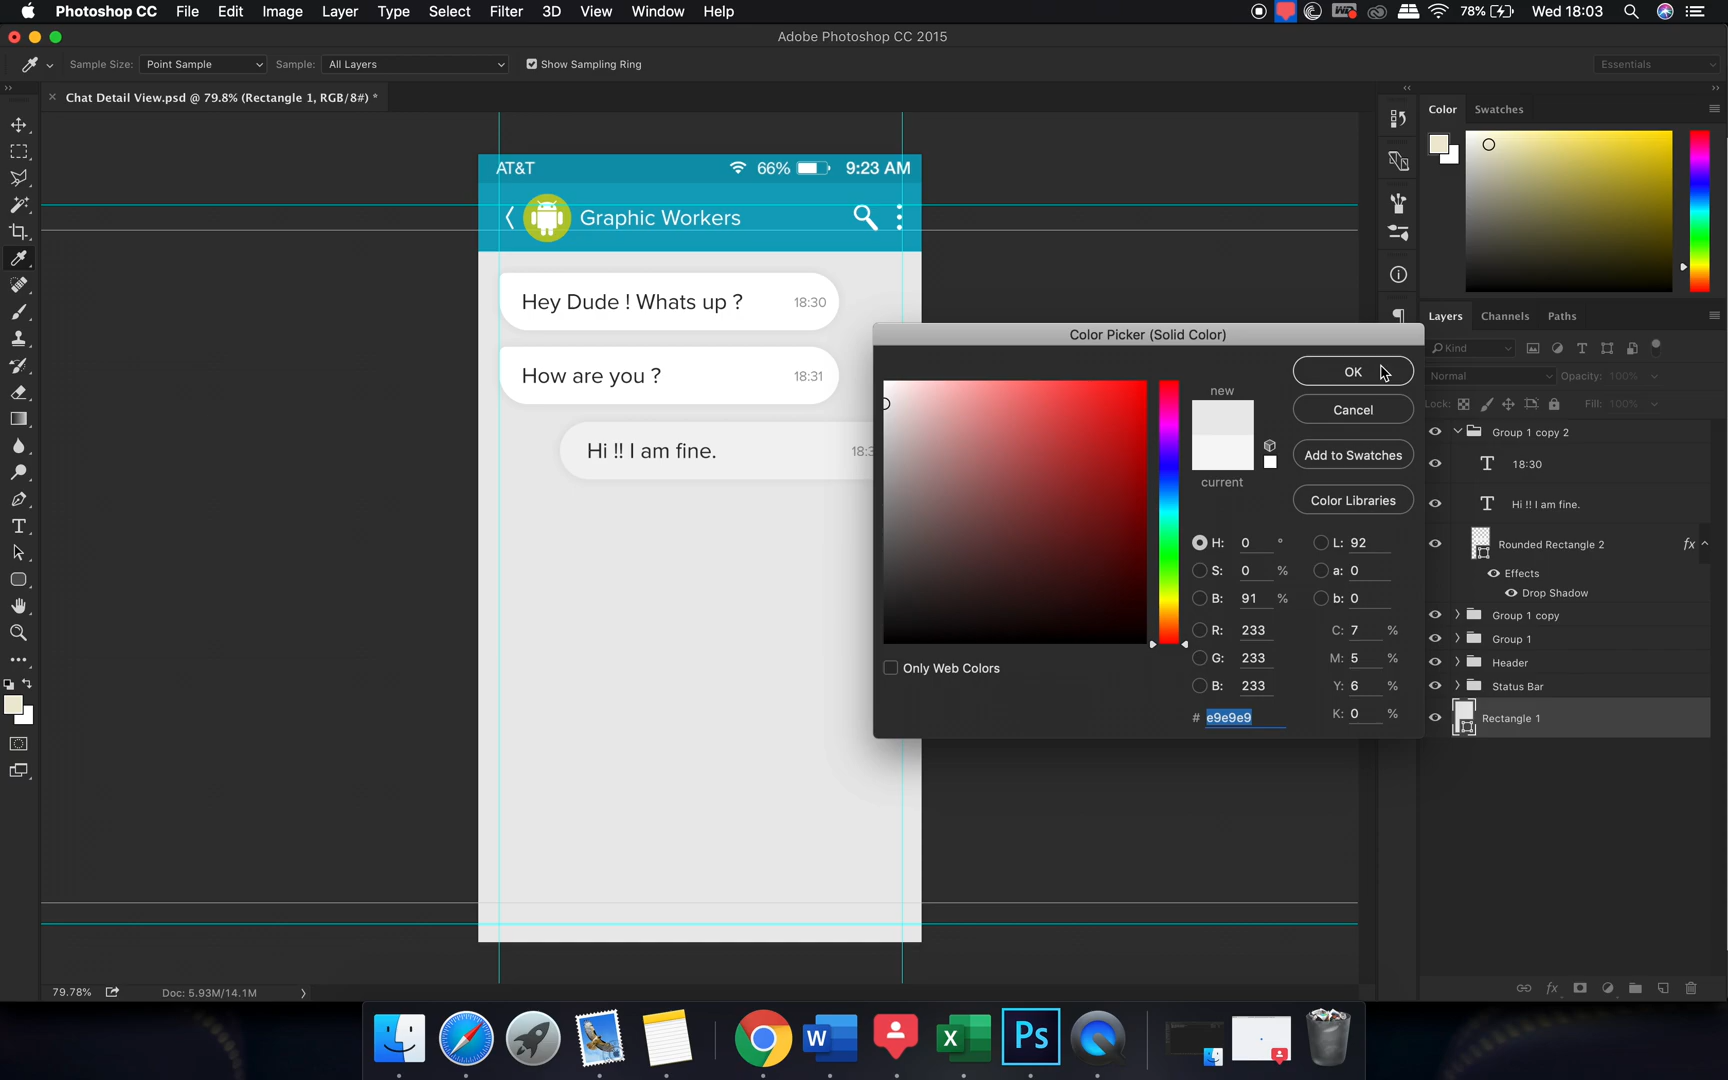 Photoshop CC File Edit Image Layer Type Select Filter 3D View Window Help 78% Wed 18:03
Adobe Photoshop CC 2015
Sample Size: Point Sample Sample: All Layers Show Sampling Ring Essentials
× Chat Detail View.psd @ 79.8% (Rectangle 1, RGB/8#) *
Color Swatches
AT&T 66% 9:23 AM
Graphic Workers
Hey Dude ! Whats up ? 18:30
How are you ? 18:31
Hi !! I am fine. 18:3
Color Picker (Solid Color)
new
current
OK
Cancel
Add to Swatches
Color Libraries
H: 0 ° L: 92
S: 0 % a: 0
B: 91 % b: 0
R: 233 C: 7 %
G: 233 M: 5 %
B: 233 Y: 6 %
# e9e9e9 K: 0 %
Only Web Colors
Layers Channels Paths
Kind
Normal Opacity: 100%
Lock: Fill: 100%
Group 1 copy 2
T 18:30
T Hi !! I am fine.
Rounded Rectangle 2 fx
Effects
Drop Shadow
Group 1 copy
Group 1
Header
Status Bar
Rectangle 1
79.78% Doc: 5.93M/14.1M
fx
W X Ps